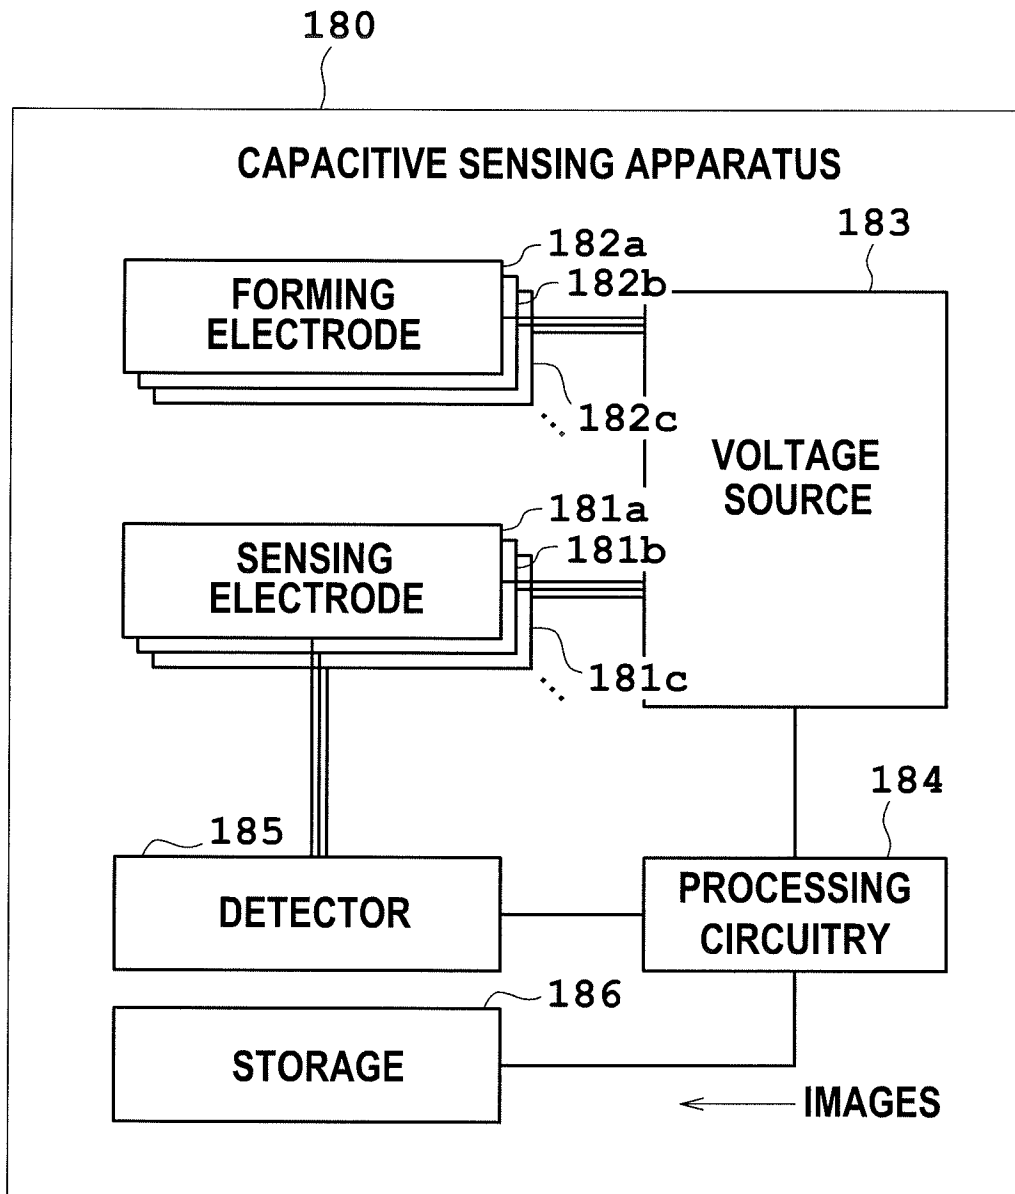 180
CAPACITIVE SENSING APPARATUS
182a
182b
FORMING
ELECTRODE
182c
183
VOLTAGE
SOURCE
181a
181b
SENSING
ELECTRODE
181c
184
185
DETECTOR
PROCESSING
CIRCUITRY
186
STORAGE
IMAGES